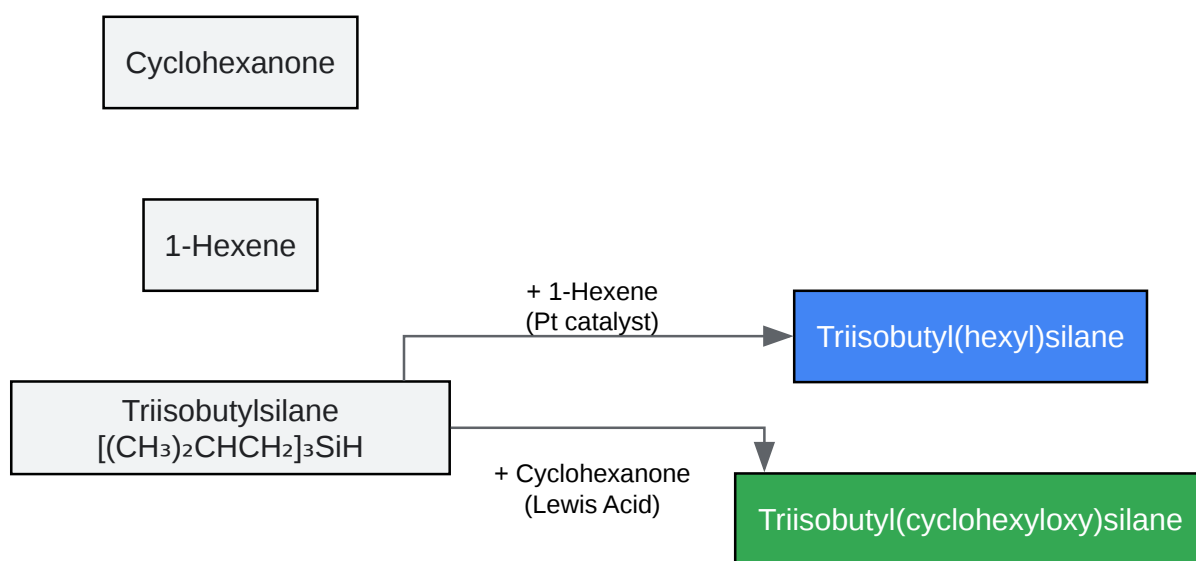 Cyclohexanone
1-Hexene
+ 1-Hexene
(Pt catalyst)
Triisobutyl(hexyl)silane
Triisobutylsilane
[(CH₃)₂CHCH₂]₃SiH
+ Cyclohexanone
(Lewis Acid)
Triisobutyl(cyclohexyloxy)silane